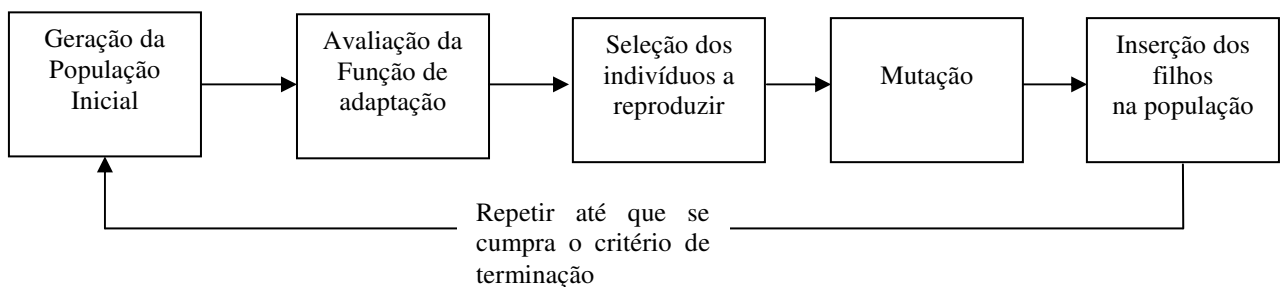 Geração da
População
Inicial
Avaliação da
Função de
adaptação
Seleção dos
indivíduos a
reproduzir
Mutação
Inserção dos
filhos
na população
Repetir até que se
cumpra o critério de
terminação